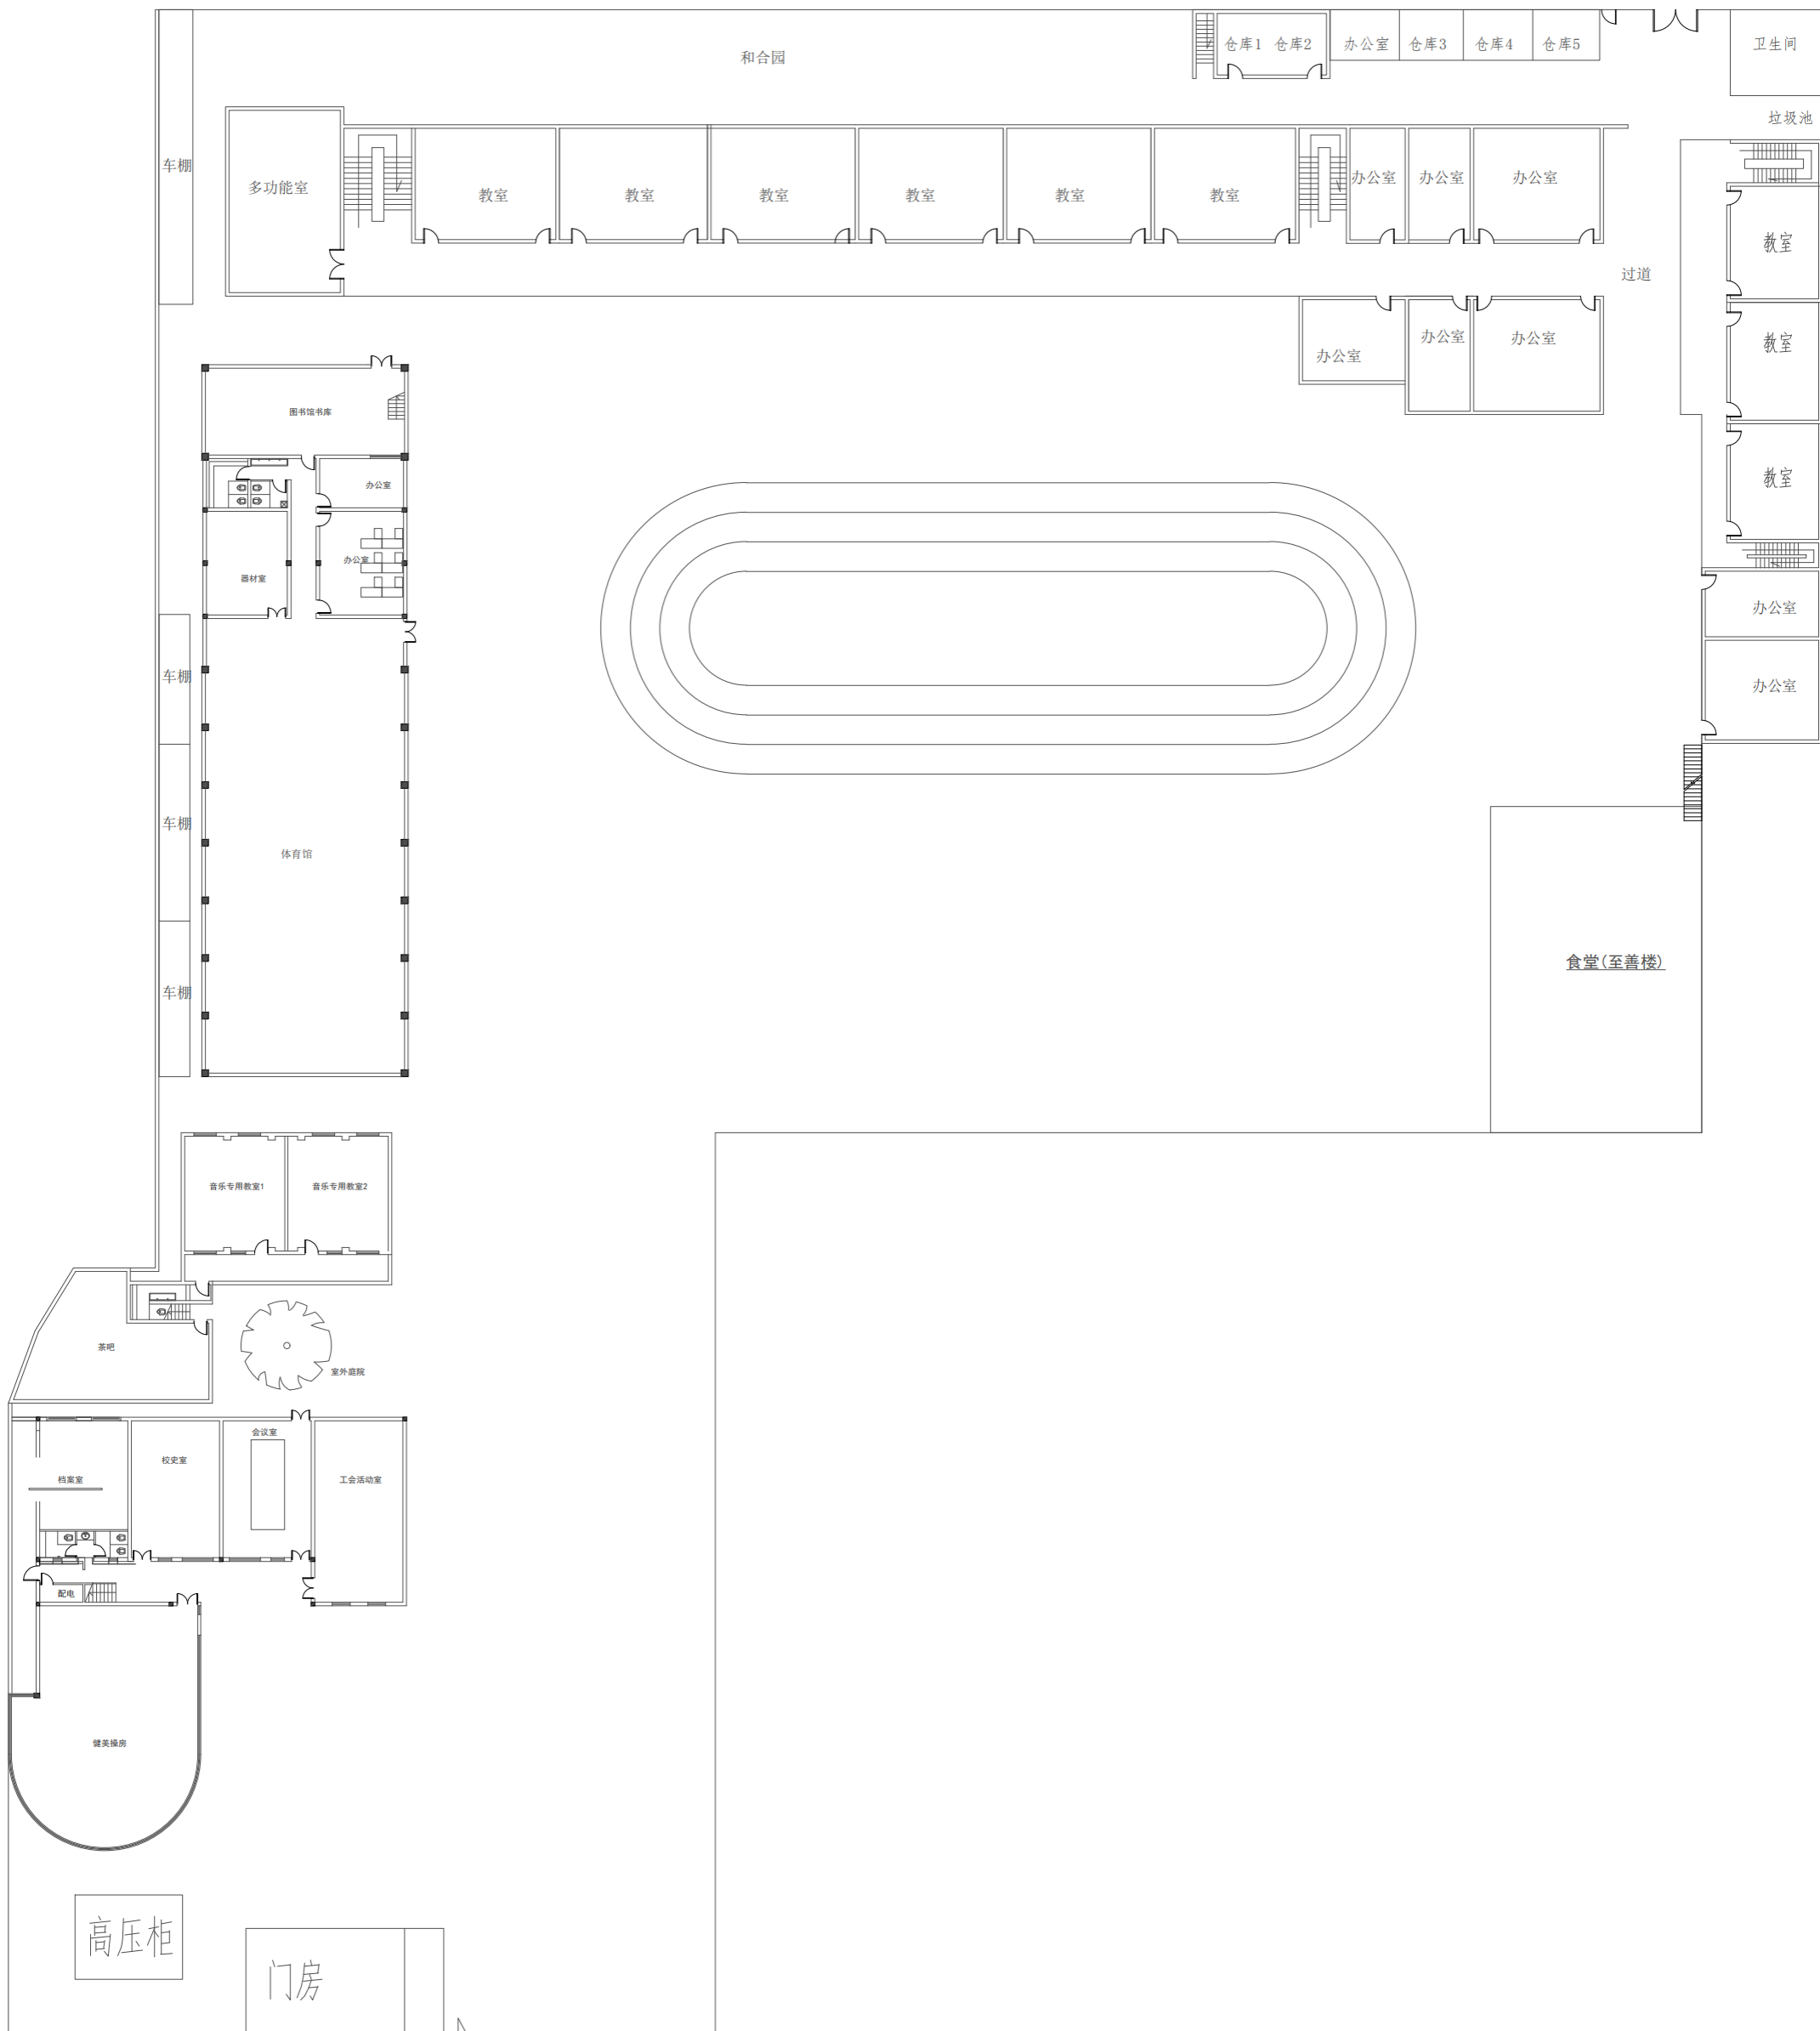 和合园
仓库1 仓库2 办公室 仓库3 仓库4 仓库5
卫生间
垃圾池
车棚
多功能室
教室 教室 教室 教室 教室 教室
办公室 办公室 办公室
教室
过道
办公室 办公室 办公室
教室
图书馆书库
办公室
教室
办公室
器材室
办公室
车棚
办公室
车棚
体育馆
食堂(至善楼)
车棚
音乐专用教室1 音乐专用教室2
茶吧
室外庭院
会议室
校史室
档案室
工会活动室
配电
健美操房
高压柜
门房